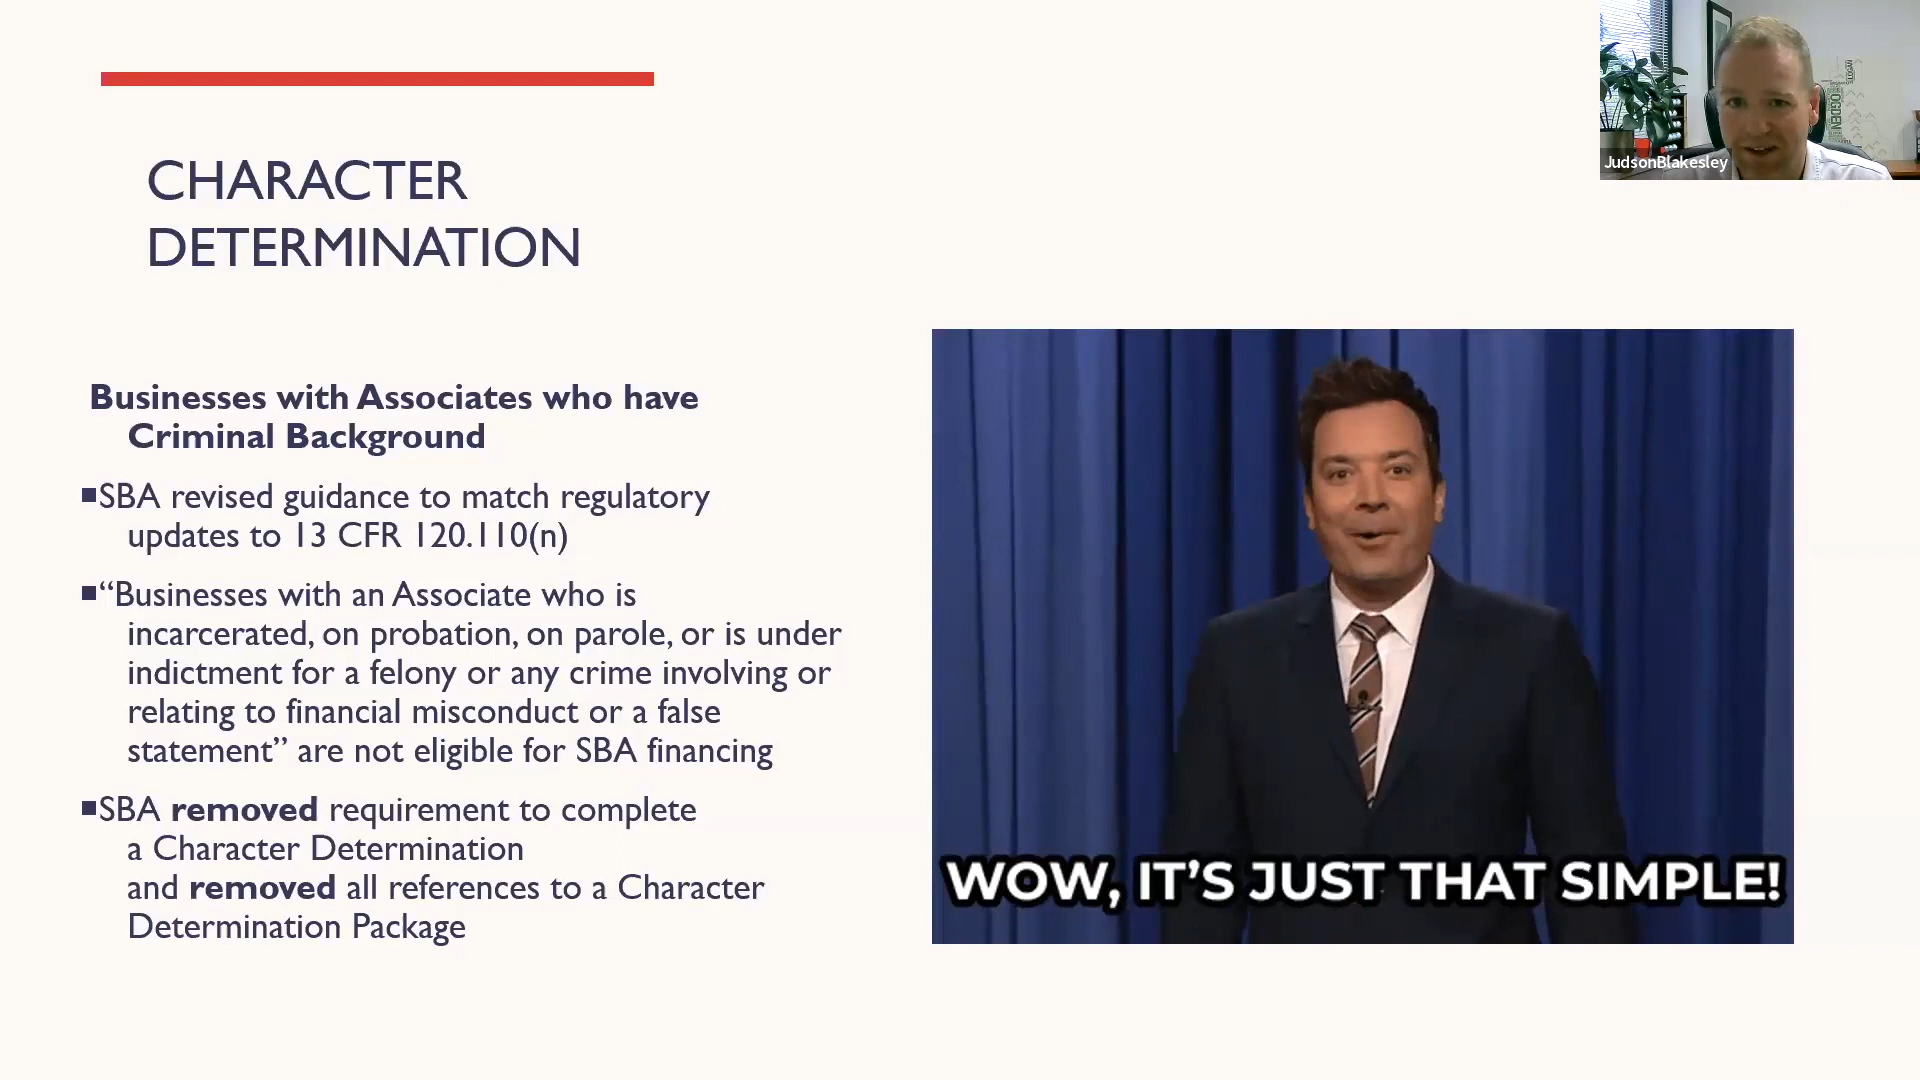 CHARACTER
DETERMINATION
Businesses with Associates who have
Criminal Background
▪SBA revised guidance to match regulatory
updates to 13 CFR 120.110(n)
▪“Businesses with an Associate who is
incarcerated, on probation, on parole, or is under
indictment for a felony or any crime involving or
relating to financial misconduct or a false
statement” are not eligible for SBA financing
▪SBA removed requirement to complete
a Character Determination
and removed all references to a Character
Determination Package
WOW, IT’S JUST THAT SIMPLE!
JudsonBlakesley
OGDEN